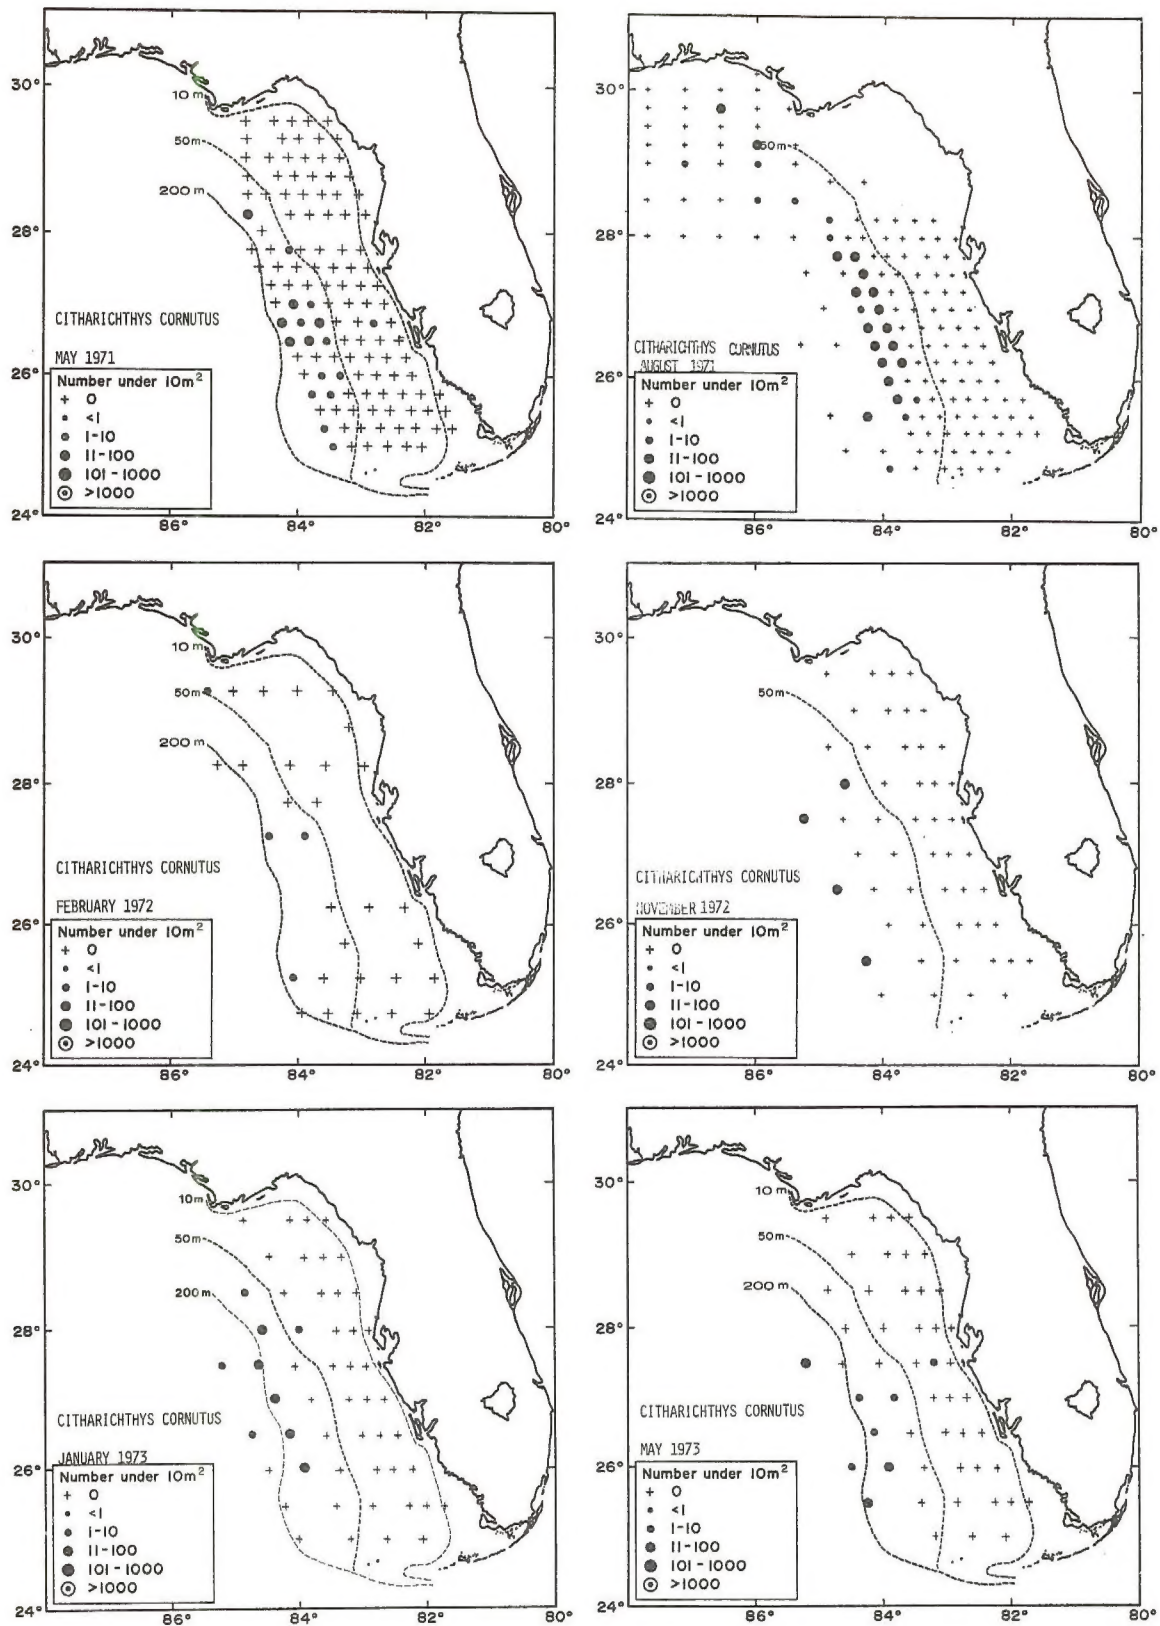 30°
10 m
50m
200 m
28°
CITHARICHTHYS CORNUTUS
MAY 1971
26°
Number under 10m²
+ 0
<1
1-10
11-100
101-1000
>1000
24°
86° 84° 82° 80°
30°
50m
28°
CITHARICHTHYS CORNUTUS
AUGUST 1971
26°
Number under 10m²
+ 0
<1
1-10
11-100
101-1000
>1000
24°
86° 84° 82° 80°
30°
10 m
50m
200 m
28°
CITHARICHTHYS CORNUTUS
FEBRUARY 1972
26°
Number under 10m²
+ 0
<1
1-10
11-100
101-1000
>1000
24°
86° 84° 82° 80°
30°
50m
28°
CITHARICHTHYS CORNUTUS
NOVEMBER 1972
26°
Number under 10m²
+ 0
<1
1-10
11-100
101-1000
>1000
24°
86° 84° 82° 80°
30°
10m
50m
200m
28°
CITHARICHTHYS CORNUTUS
JANUARY 1973
26°
Number under 10m²
+ 0
<1
1-10
11-100
101-1000
>1000
24°
86° 84° 82° 80°
30°
10 m
50m
200 m
28°
CITHARICHTHYS CORNUTUS
MAY 1973
26°
Number under 10m²
+ 0
<1
1-10
11-100
101-1000
>1000
24°
86° 84° 82° 80°